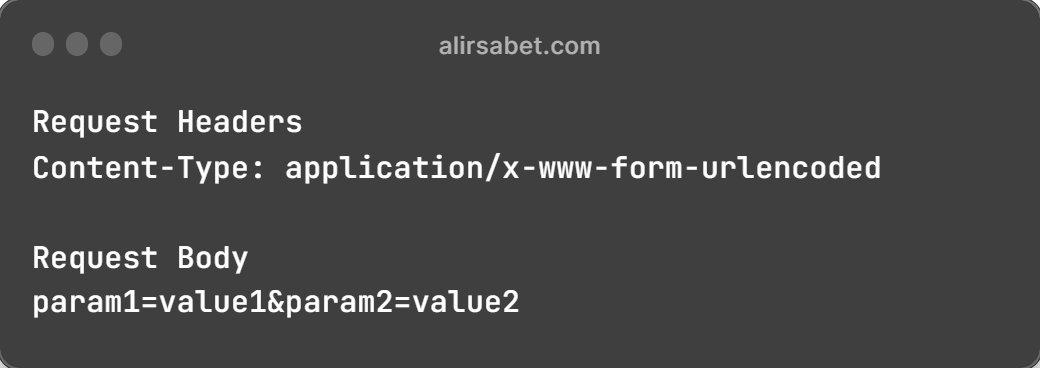 alirsabet.com
Request Headers
Content-Type: application/x-www-form-urlencoded
Request Body
param1=value1&param2=value2